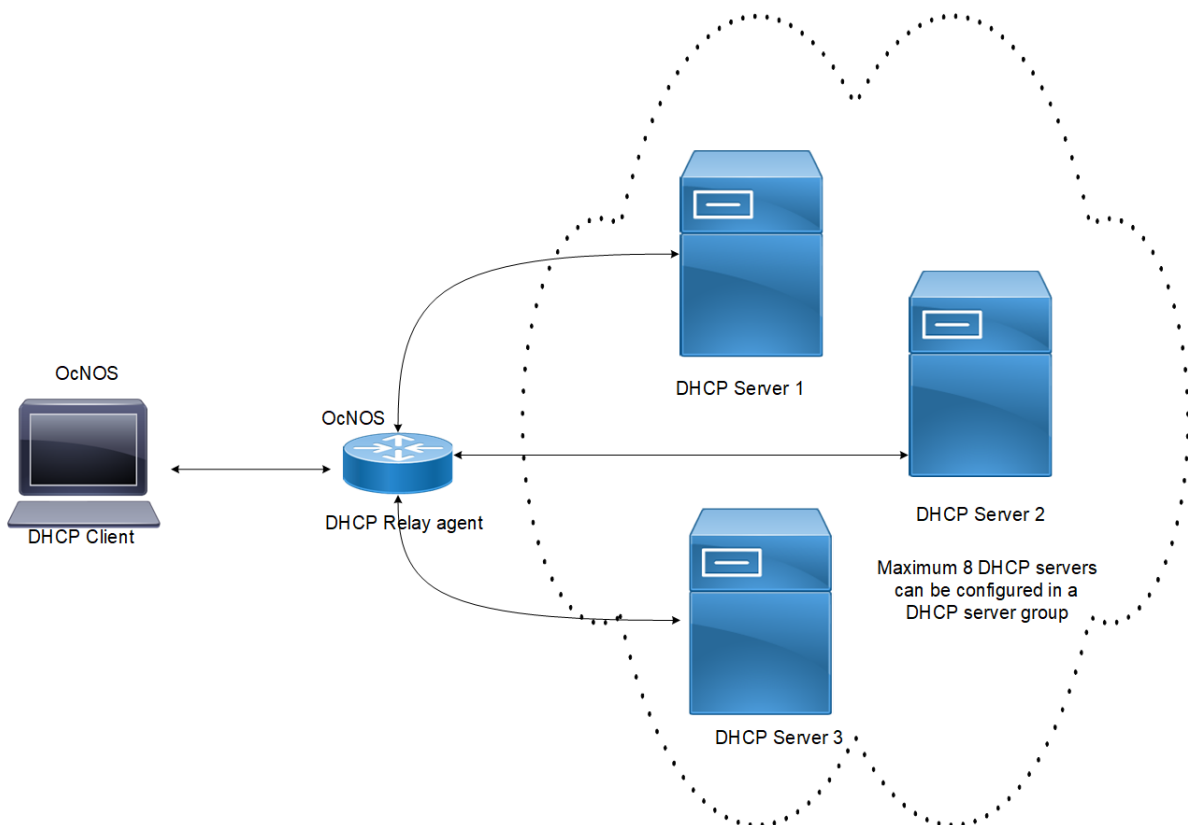 OcNOS
DHCP Client
OcNOS
DHCP Relay agent
DHCP Server 1
DHCP Server 2
Maximum 8 DHCP servers
can be configured in a
DHCP server group
DHCP Server 3